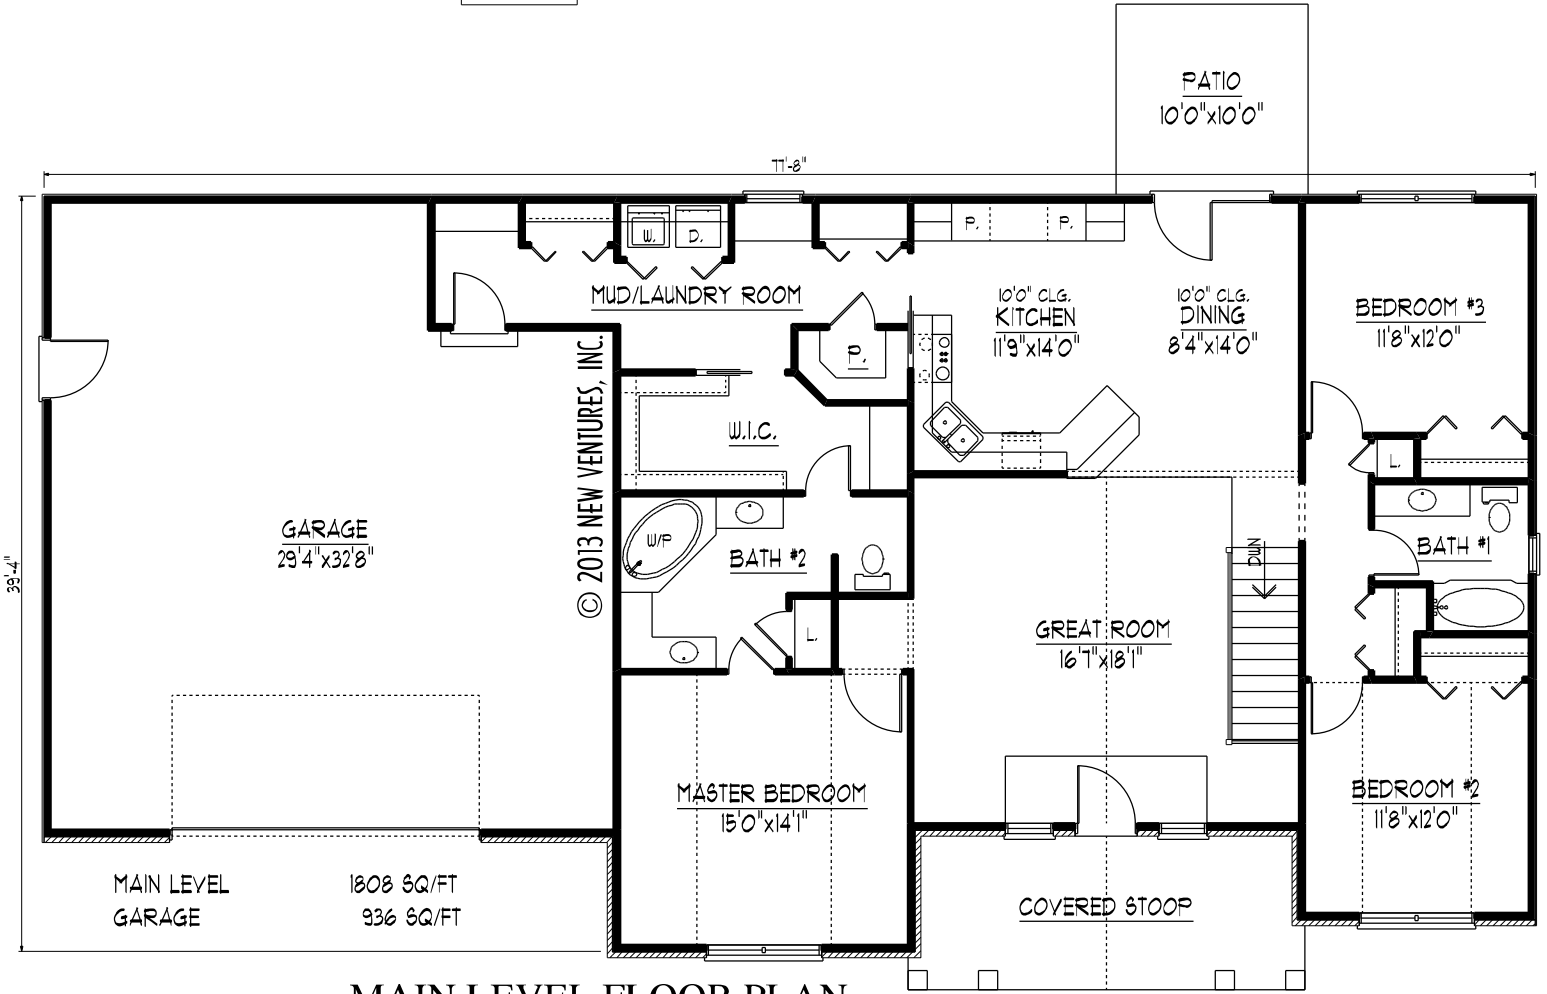 PATIO
10'0"x10'0"
77'-8"
P.
P.
W.
D.
MUD/LAUNDRY ROOM
10'0" CLG.
KITCHEN
11'9"x14'0"
10'0" CLG.
DINING
8'4"x14'0"
BEDROOM #3
11'8"x12'0"
P.
© 2013 NEW VENTURES, INC.
W.I.C.
L.
GARAGE
29'4"x32'8"
W/P
BATH #2
DWN
BATH #1
39'-4"
L.
GREAT ROOM
16'7"x18'1"
MASTER BEDROOM
15'0"x14'1"
BEDROOM #2
11'8"x12'0"
MAIN LEVEL 1808 SQ/FT
GARAGE 936 SQ/FT
COVERED STOOP
MAIN LEVEL FLOOR PLAN